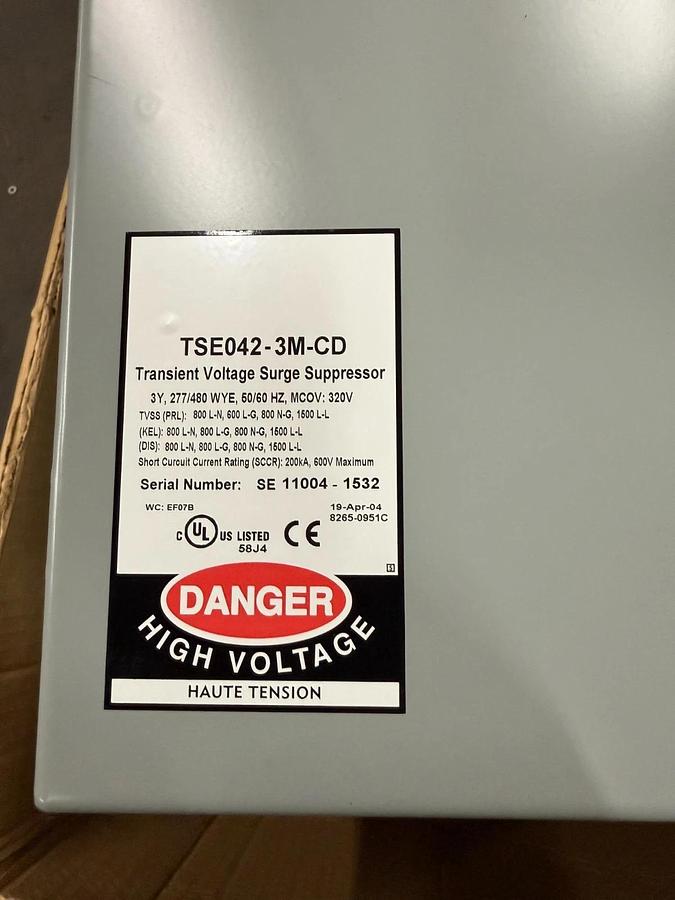 TSE042-3M-CD
Transient Voltage Surge Suppressor
3Y, 277/480 WYE, 50/60 HZ, MCOV: 320V
TVSS (PRL): 800 L-N, 600 L-G, 800 N-G, 1500 L-L
(KEL): 800 L-N, 800 L-G, 800 N-G, 1500 L-L
(DIS): 800 L-N, 800 L-G, 800 N-G, 1500 L-L
Short Curcuit Current Rating (SCCR): 200kA, 600V Maximum
Serial Number: SE 11004 - 1532
WC: EF07B 19-Apr-04
8265-0951C
C UL US LISTED CE
58J4
S
DANGER
HIGH VOLTAGE
HAUTE TENSION